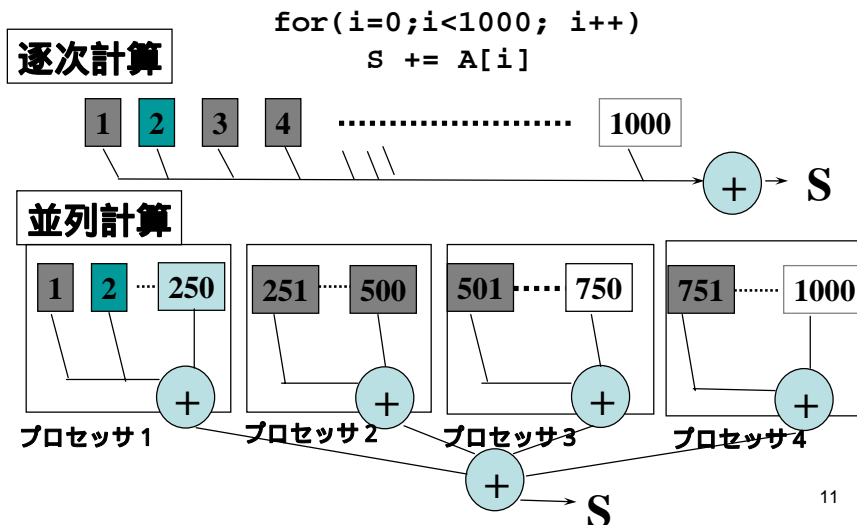 for(i=0;i<1000; i++)
S += A[i]
逐次計算
1 2 3 4 1000
+ S
並列計算
1 2 250 251 500 501 750 751 1000
+ + + +
プロセッサ1 プロセッサ2 プロセッサ3 プロセッサ4
+
S
11